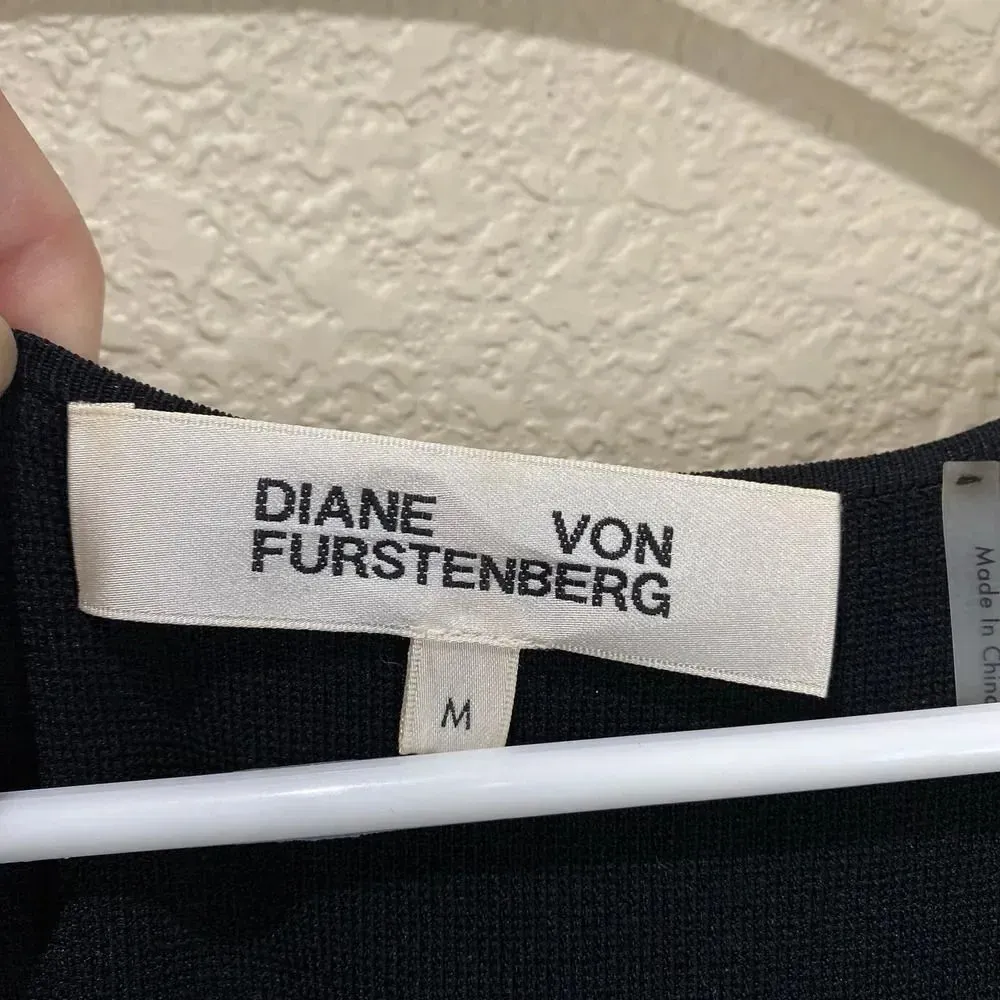 DIANE VON
FURSTENBERG
M
Made In China